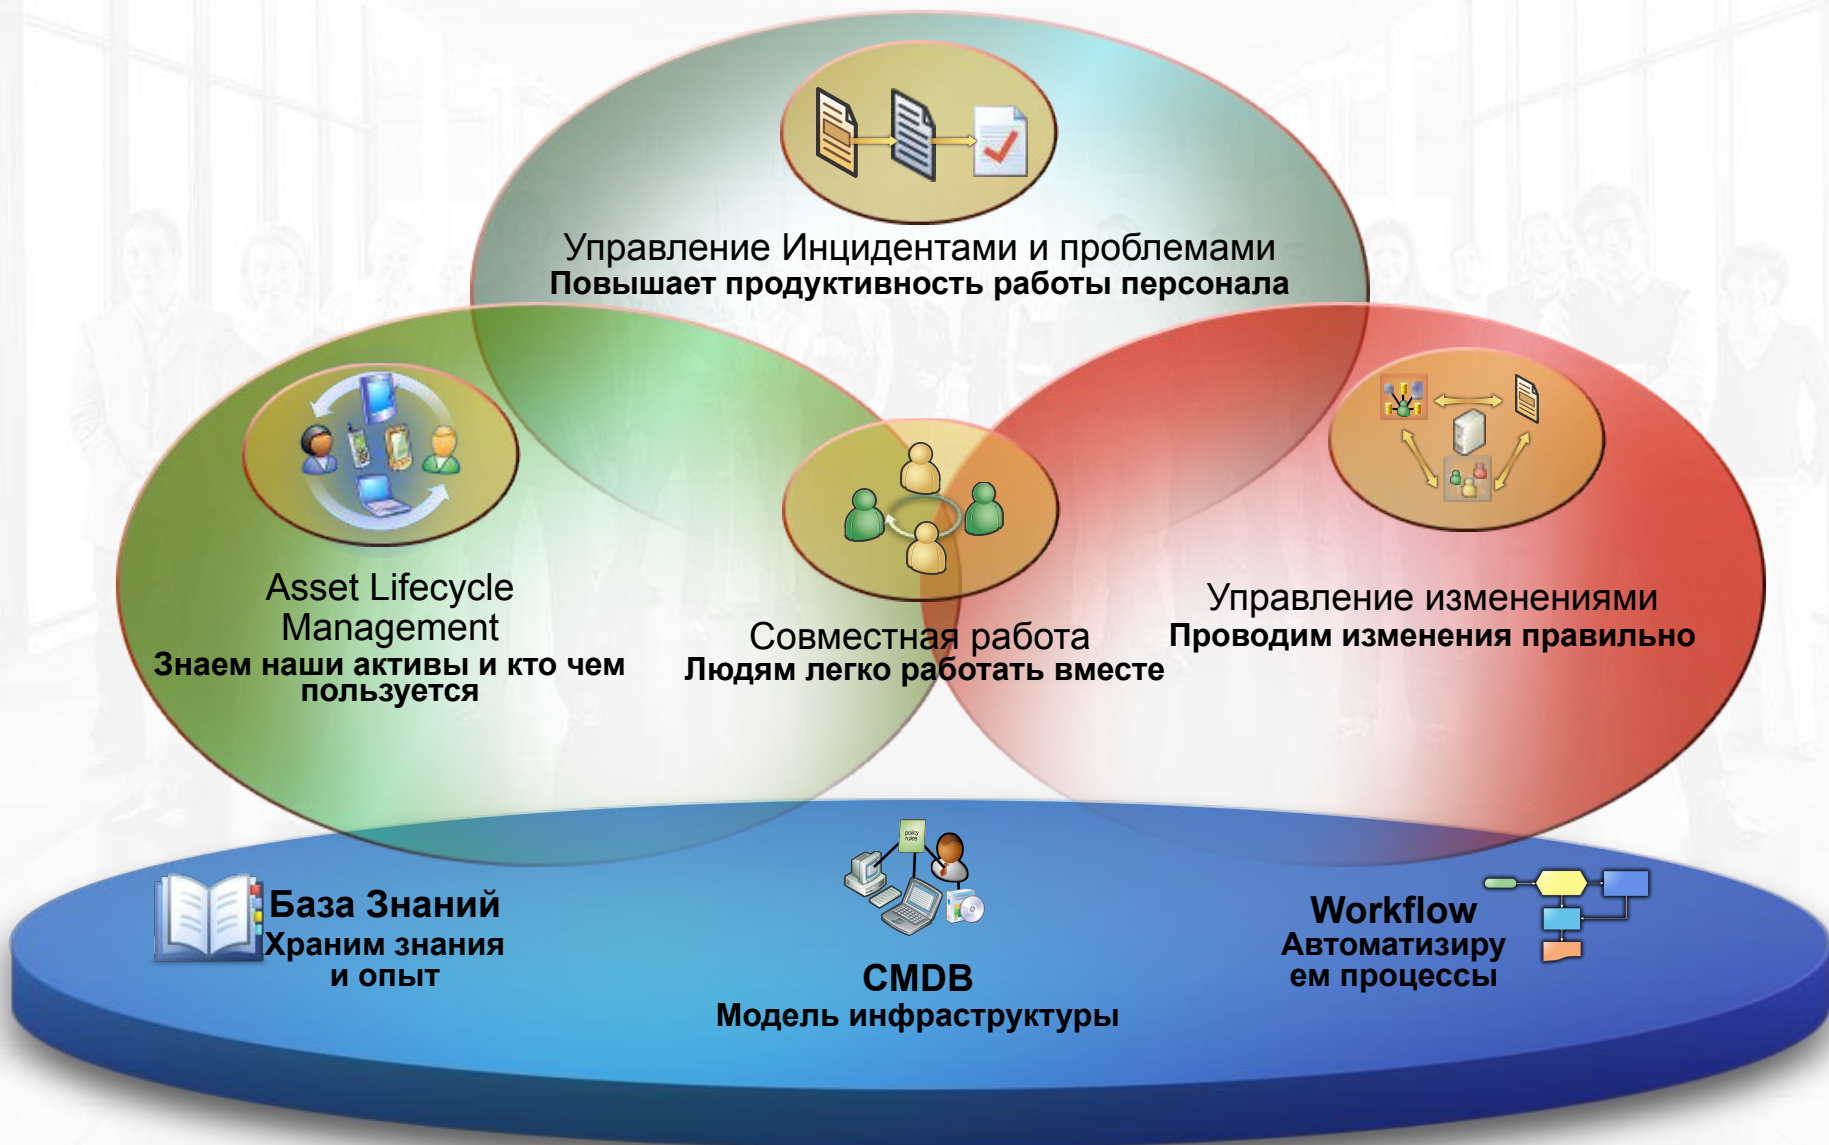 Управление Инцидентами и проблемами
Повышает продуктивность работы персонала
Asset Lifecycle
Management
Знаем наши активы и кто чем
пользуется
Совместная работа
Людям легко работать вместе
Управление изменениями
Проводим изменения правильно
policy
rules
База Знаний
Храним знания
и опыт
CMDB
Модель инфраструктуры
Workflow
Автоматизиру
ем процессы